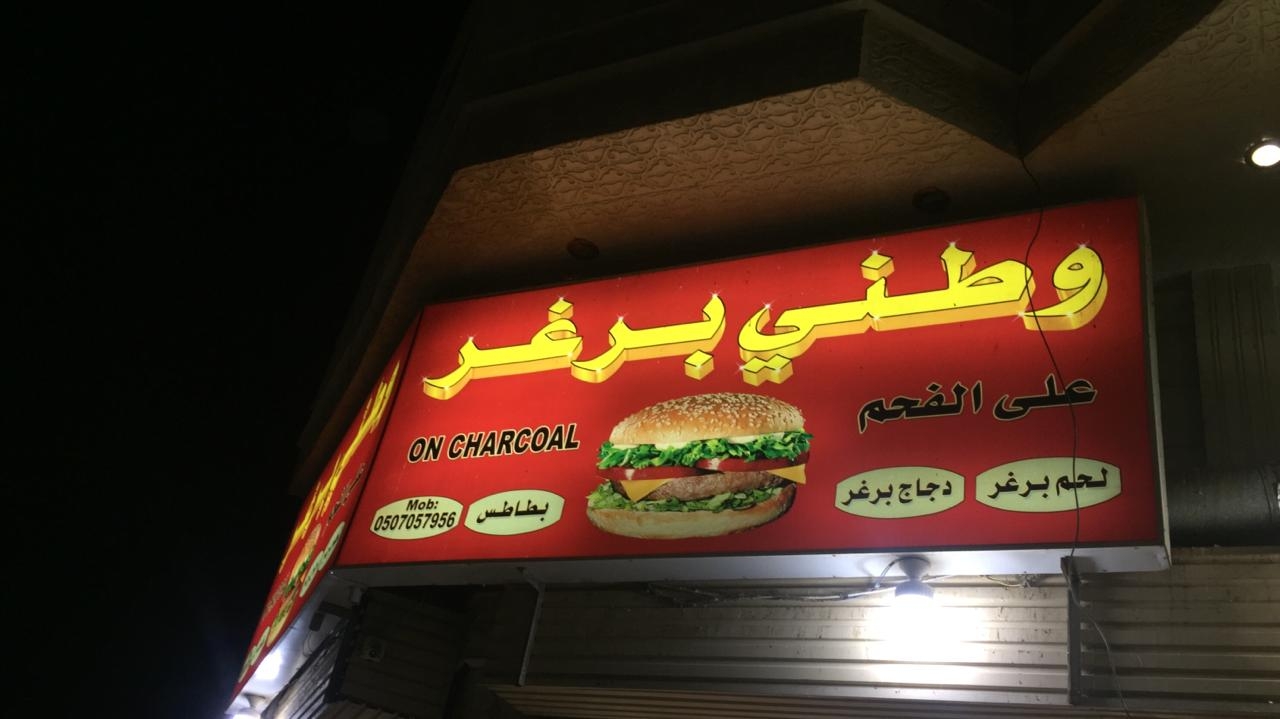 وطني برغر
على الفحم
ON CHARCOAL
لحم برغر
دجاج برغر
بطاطس
Mob:
0507057956